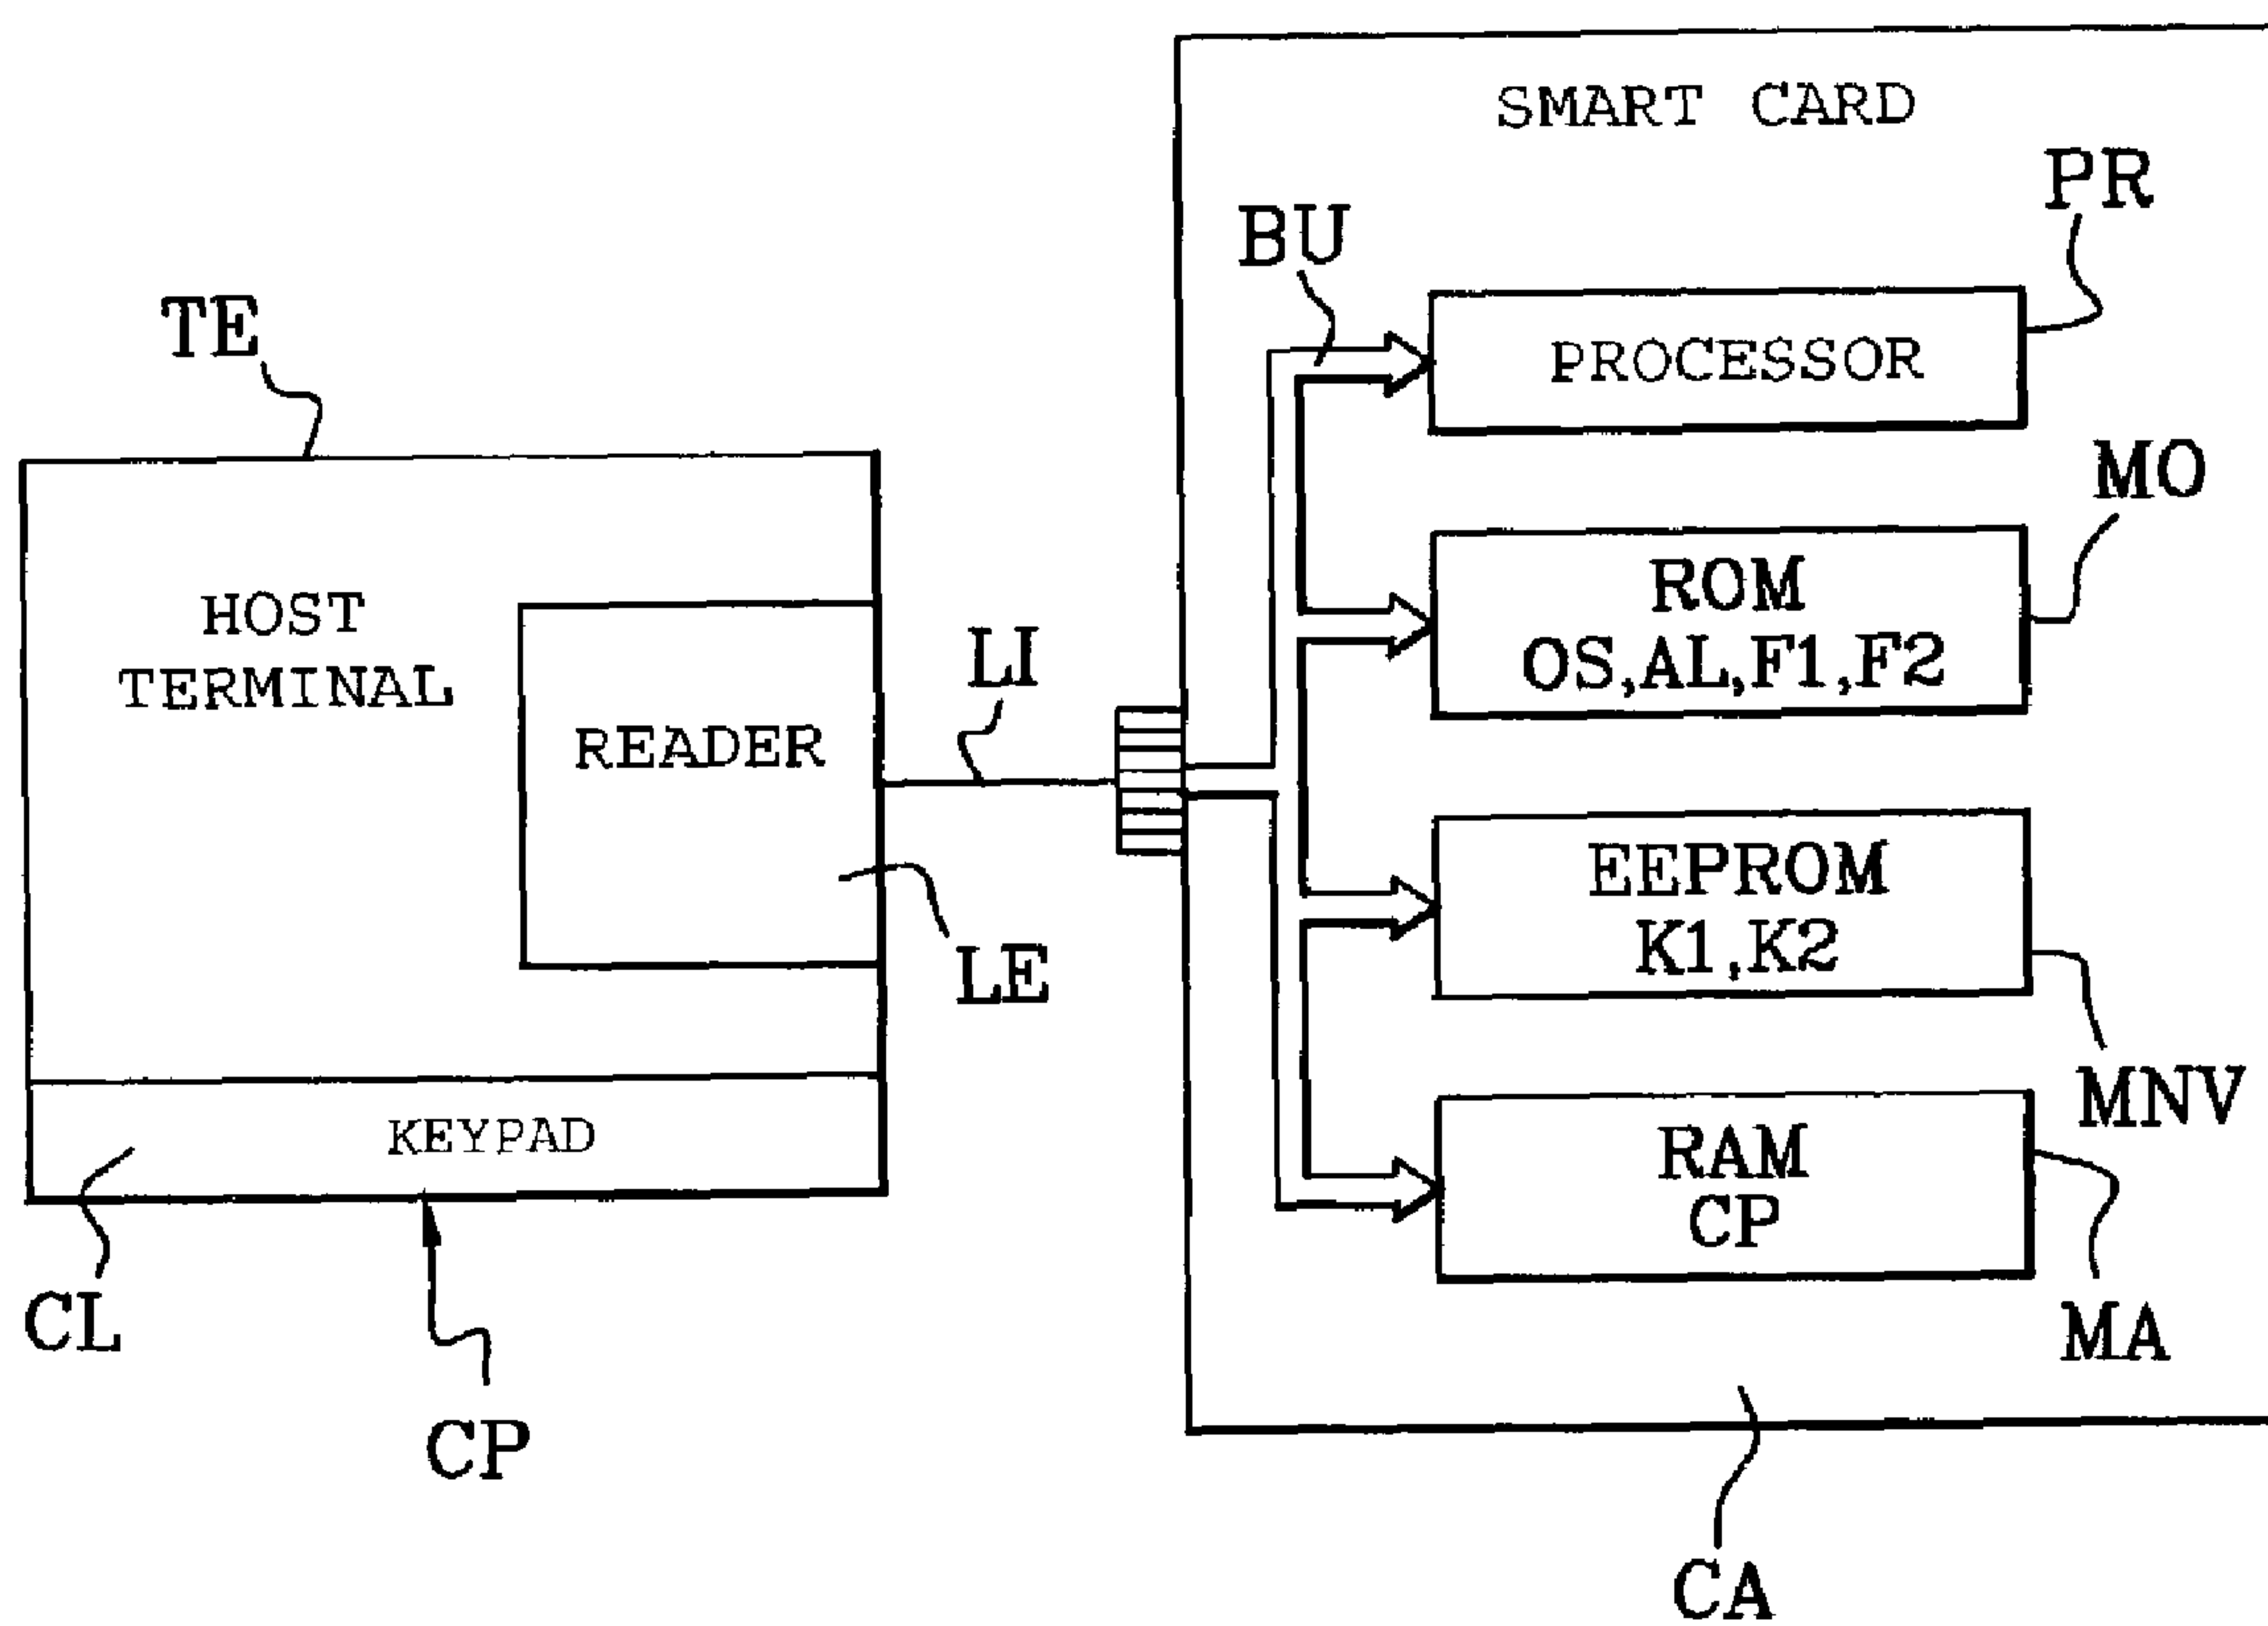 SMART CARD
PR
BU
TE
PROCESSOR
MO
ROM
OS,AL,F1,F2
HOST
TERMINAL
LI
READER
EEPROM
K1,K2
LE
MNV
KEYPAD
RAM
CP
CL
MA
CP
CA